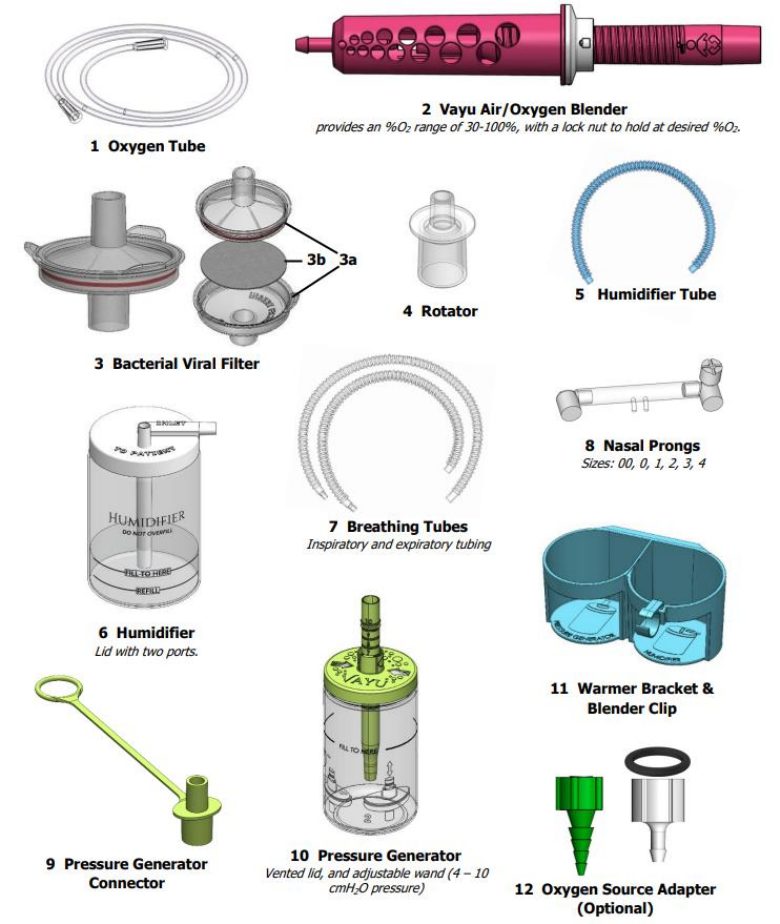 1 Oxygen Tube
2 Vayu Air/Oxygen Blender
provides an %O₂ range of 30-100%, with a lock nut to hold at desired %O₂.
3b
3a
3 Bacterial Viral Filter
4 Rotator
5 Humidifier Tube
INLET
TO PATIENT
HUMIDIFIER
DO NOT OVERFILL
FILL TO HERE
REFILL
6 Humidifier
Lid with two ports.
7 Breathing Tubes
Inspiratory and expiratory tubing
8 Nasal Prongs
Sizes: 00, 0, 1, 2, 3, 4
9 Pressure Generator
Connector
VAYU
FILL TO HERE
10 Pressure Generator
Vented lid, and adjustable wand (4 – 10
cmH₂O pressure)
PRESSURE GENERATOR
HUMIDIFIER
11 Warmer Bracket &
Blender Clip
12 Oxygen Source Adapter
(Optional)